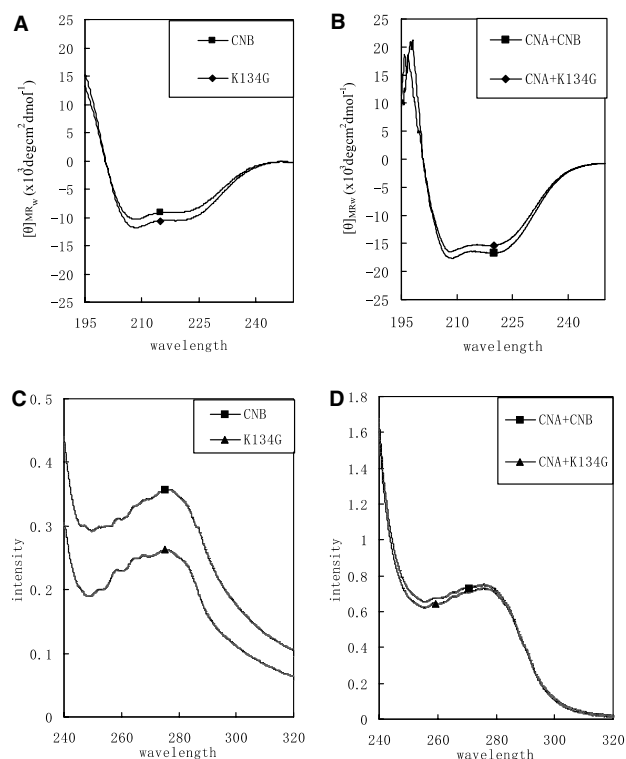 A
25
20
15
10
5
0
−5
−10
−15
−20
−25
[θ]MRw (x10³degcm²dmol⁻¹)
CNB
K134G
195 210 225 240
wavelength
B
25
20
15
10
5
0
−5
−10
−15
−20
−25
[θ]MRw (x10³degcm²dmol⁻¹)
CNA+CNB
CNA+K134G
195 210 225 240
wavelength
C
0.5
0.4
0.3
0.2
0.1
0
intensity
CNB
K134G
240 260 280 300 320
wavelength
D
1.8
1.6
1.4
1.2
1
0.8
0.6
0.4
0.2
0
intensity
CNA+CNB
CNA+K134G
240 260 280 300 320
wavelength